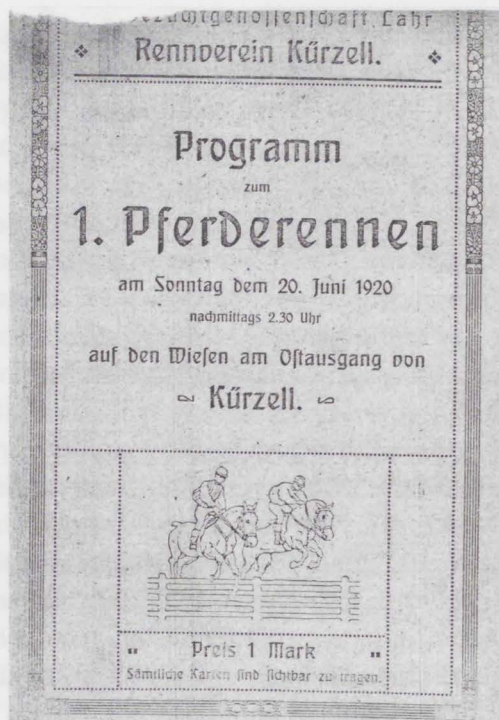 Lahr
Rennverein Kürzell.
Programm
zum
1. Pferderennen
am Sonntag dem 20. Juni 1920
nachmittags 2.30 Uhr
auf den Wiesen am Ostausgang von
Kürzell.
" Preis 1 Mark "
Sämtliche Karten sind sichtbar zu tragen.